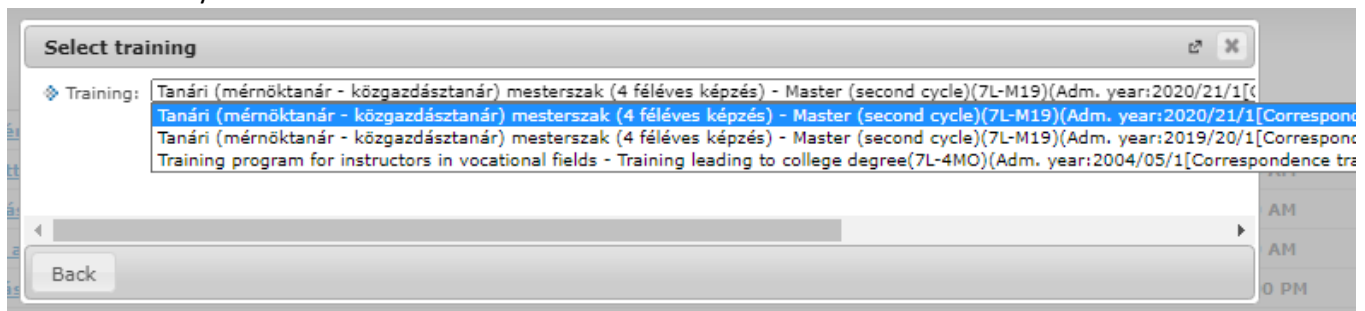 Select training
Training: Tanári (mérnöktanár - közgazdásztanár) mesterszak (4 féléves képzés) - Master (second cycle)(7L-M19)(Adm. year:2020/21/1[
Tanári (mérnöktanár - közgazdásztanár) mesterszak (4 féléves képzés) - Master (second cycle)(7L-M19)(Adm. year:2020/21/1[Correspond
Tanári (mérnöktanár - közgazdásztanár) mesterszak (4 féléves képzés) - Master (second cycle)(7L-M19)(Adm. year:2019/20/1[Correspond
Training program for instructors in vocational fields - Training leading to college degree(7L-4MO)(Adm. year:2004/05/1[Correspondence tra
AM
AM
Back
0 PM